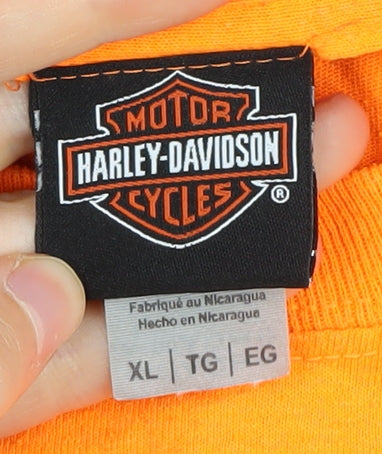 MOTOR
HARLEY-DAVIDSON
CYCLES ®
Fabriqué au Nicaragua
Hecho en Nicaragua
XL | TG | EG